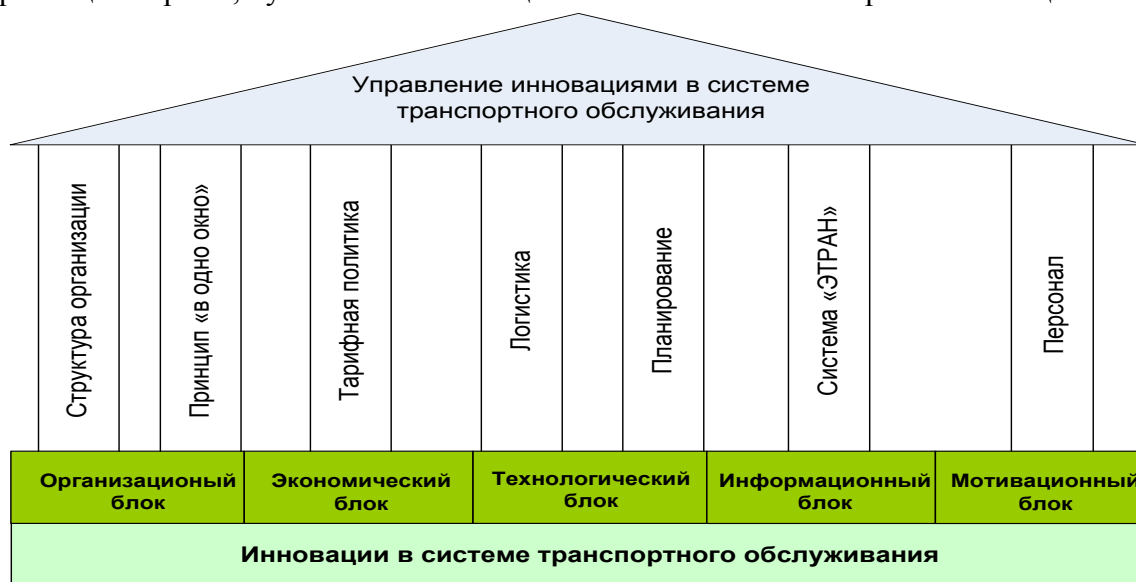 Управление инновациями в системе
транспортного обслуживания
Структура организации
Принцип «в одно окно»
Тарифная политика
Логистика
Планирование
Система «ЭТРАН»
Персонал
Организационый
блок
Экономический
блок
Технологический
блок
Информационный
блок
Мотивационный
блок
Инновации в системе транспортного обслуживания